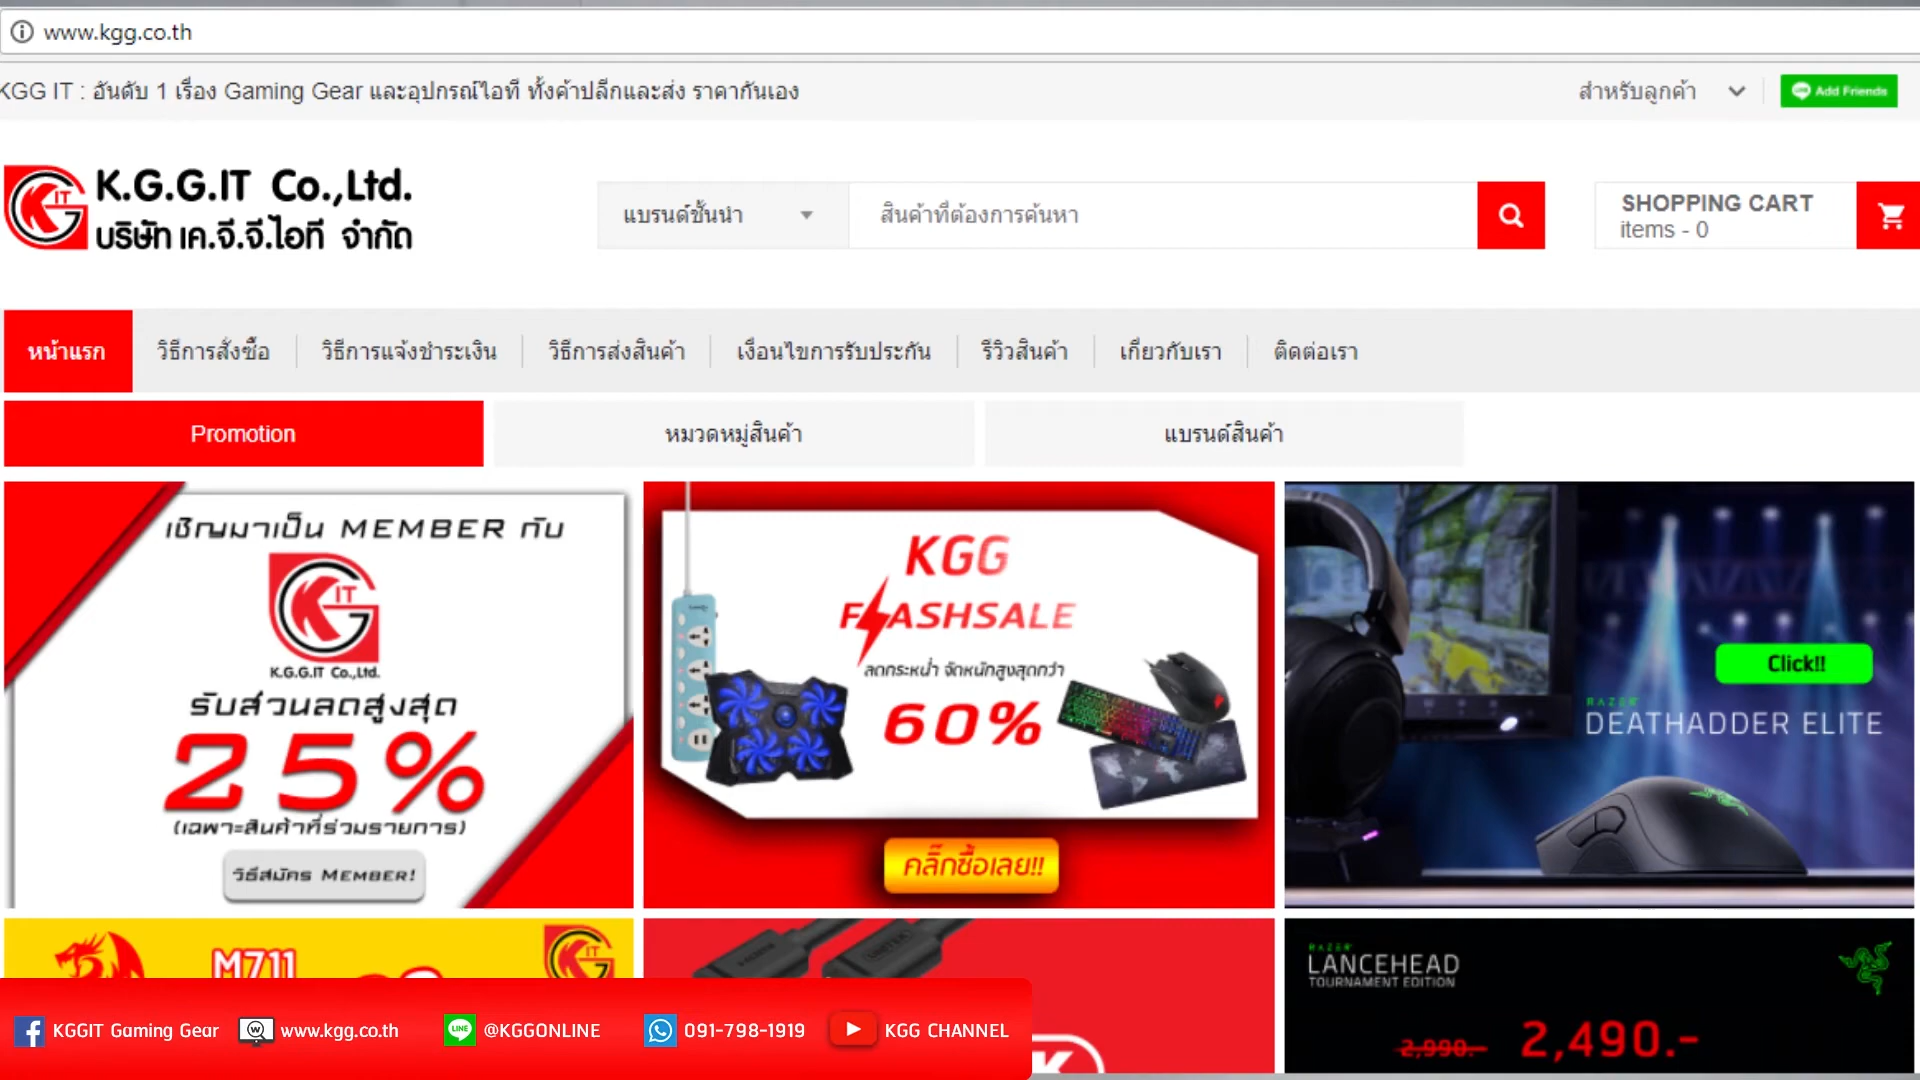 www.kgg.co.th
KGG IT : อันดับ 1 เรื่อง Gaming Gear และอุปกรณ์ไอที ทั้งค้าปลีกและส่ง ราคากันเอง
สำหรับลูกค้า
Add Friends
K.G.G.IT Co.,Ltd.
บริษัท เค.จี.จี.ไอที จำกัด
แบรนด์ชั้นนำ
สินค้าที่ต้องการค้นหา
SHOPPING CART
items - 0
หน้าแรก
วิธีการสั่งซื้อ
วิธีการแจ้งชำระเงิน
วิธีการส่งสินค้า
เงื่อนไขการรับประกัน
รีวิวสินค้า
เกี่ยวกับเรา
ติดต่อเรา
Promotion
หมวดหมู่สินค้า
แบรนด์สินค้า
เชิญมาเป็น MEMBER กับ
K.G.G.IT Co.,Ltd.
รับส่วนลดสูงสุด
25%
(เฉพาะสินค้าที่ร่วมรายการ)
วิธีสมัคร MEMBER!
KGG
FLASHSALE
ลดกระหน่ำ จัดหนักสูงสุดกว่า
60%
คลิ๊กซื้อเลย!!
Click!!
RAZER
DEATHADDER ELITE
M711
RAZER
LANCEHEAD
TOURNAMENT EDITION
2,990.-
2,490.-
KGGIT Gaming Gear
www.kgg.co.th
LINE
@KGGONLINE
091-798-1919
KGG CHANNEL